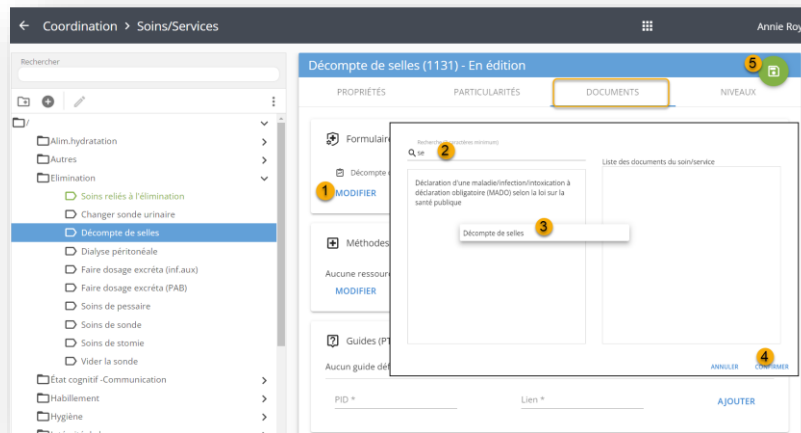 Coordination > Soins/Services
Annie Roy
Rechercher
/
Alim.hydratation
Autres
Elimination
Soins reliés à l'élimination
Changer sonde urinaire
Décompte de selles
Dialyse péritonéale
Faire dosage excréta (inf.aux)
Faire dosage excréta (PAB)
Soins de pessaire
Soins de sonde
Soins de stomie
Vider la sonde
État cognitif -Communication
Habillement
Hygiène
Décompte de selles (1131) - En édition
5
PROPRIÉTÉS
PARTICULARITÉS
DOCUMENTS
NIVEAUX
Formulaire
Décompte
1
MODIFIER
Méthodes
Aucune ressour
MODIFIER
Guides (PT
Aucun guide déf
PID *
Lien *
AJOUTER
se
2
Déclaration d'une maladie/infection/intoxication à
déclaration obligatoire (MADO) selon la loi sur la
santé publique
Décompte de selles
3
Liste des documents du soin/service
4
ANNULER
CONFIRMER